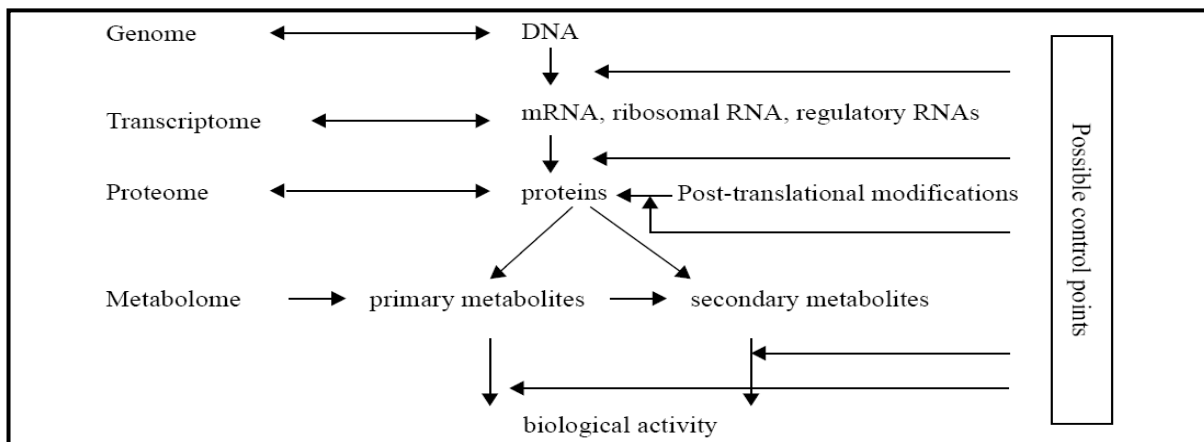 Genome DNA
Transcriptome mRNA, ribosomal RNA, regulatory RNAs
Proteome proteins Post-translational modifications
Metabolome primary metabolites secondary metabolites
biological activity
Possible control points